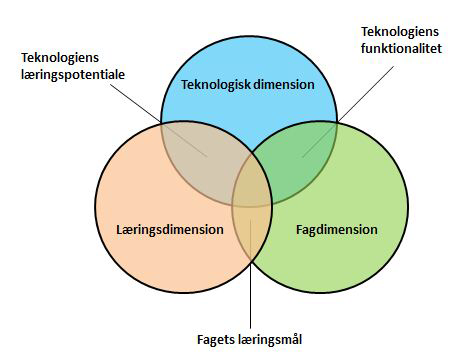 Teknologiens
læringspotentiale
Teknologiens
funktionalitet
Teknologisk dimension
Læringsdimension
Fagdimension
Fagets læringsmål